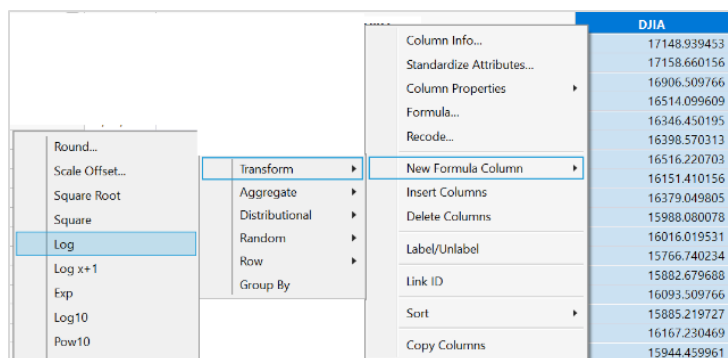 Round...
Scale Offset...
Square Root
Square
Log
Log x+1
Exp
Log10
Pow10
Transform
Aggregate
Distributional
Random
Row
Group By
Column Info...
Standardize Attributes...
Column Properties
Formula...
Recode...
New Formula Column
Insert Columns
Delete Columns
Label/Unlabel
Link ID
Sort
Copy Columns
DJIA
17148.939453
17158.660156
16906.509766
16514.099609
16346.450195
16398.570313
16516.220703
16151.410156
16379.049805
15988.080078
16016.019531
15766.740234
15882.679688
16093.509766
15885.219727
16167.230469
15944.459961